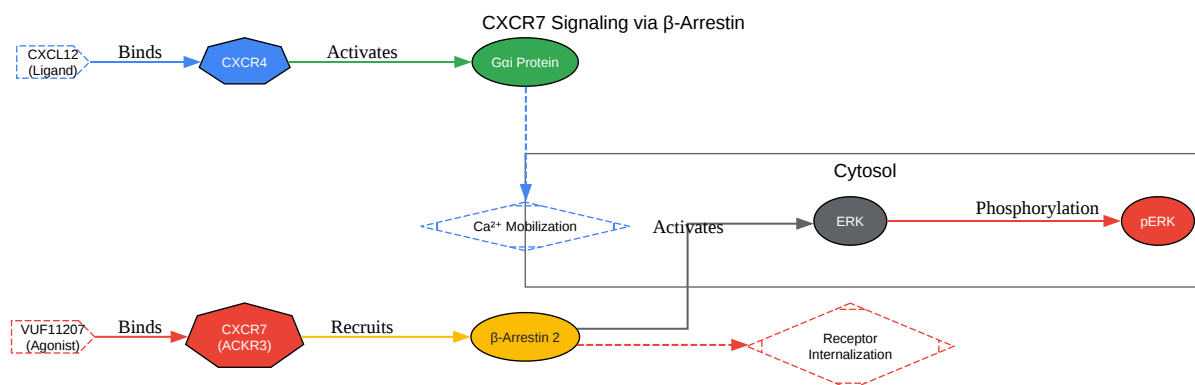 CXCR7 Signaling via β-Arrestin
CXCL12
(Ligand)
Binds
CXCR4
Activates
Gαi Protein
Cytosol
Ca²⁺ Mobilization
Activates
ERK
Phosphorylation
pERK
VUF11207
(Agonist)
Binds
CXCR7
(ACKR3)
Recruits
β-Arrestin 2
Receptor
Internalization